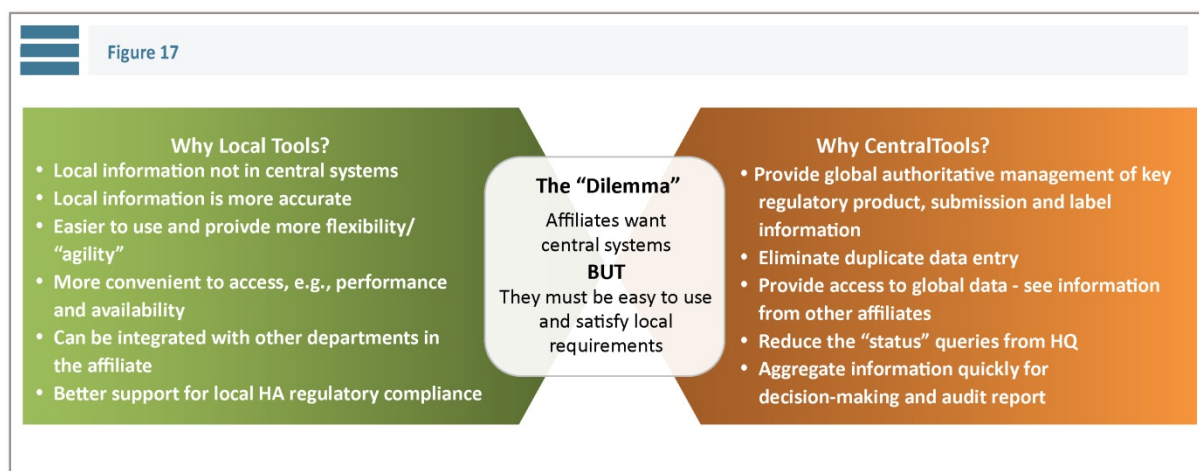 Figure 17
Why Local Tools?
• Local information not in central systems
• Local information is more accurate
• Easier to use and proivde more flexibility/
"agility"
• More convenient to access, e.g., performance
and availability
• Can be integrated with other departments in
the affiliate
• Better support for local HA regulatory compliance
The “Dilemma”
Affiliates want
central systems
BUT
They must be easy to use
and satisfy local
requirements
Why CentralTools?
• Provide global authoritative management of key
regulatory product, submission and label
information
• Eliminate duplicate data entry
• Provide access to global data - see information
from other affiliates
• Reduce the “status” queries from HQ
• Aggregate information quickly for
decision-making and audit report